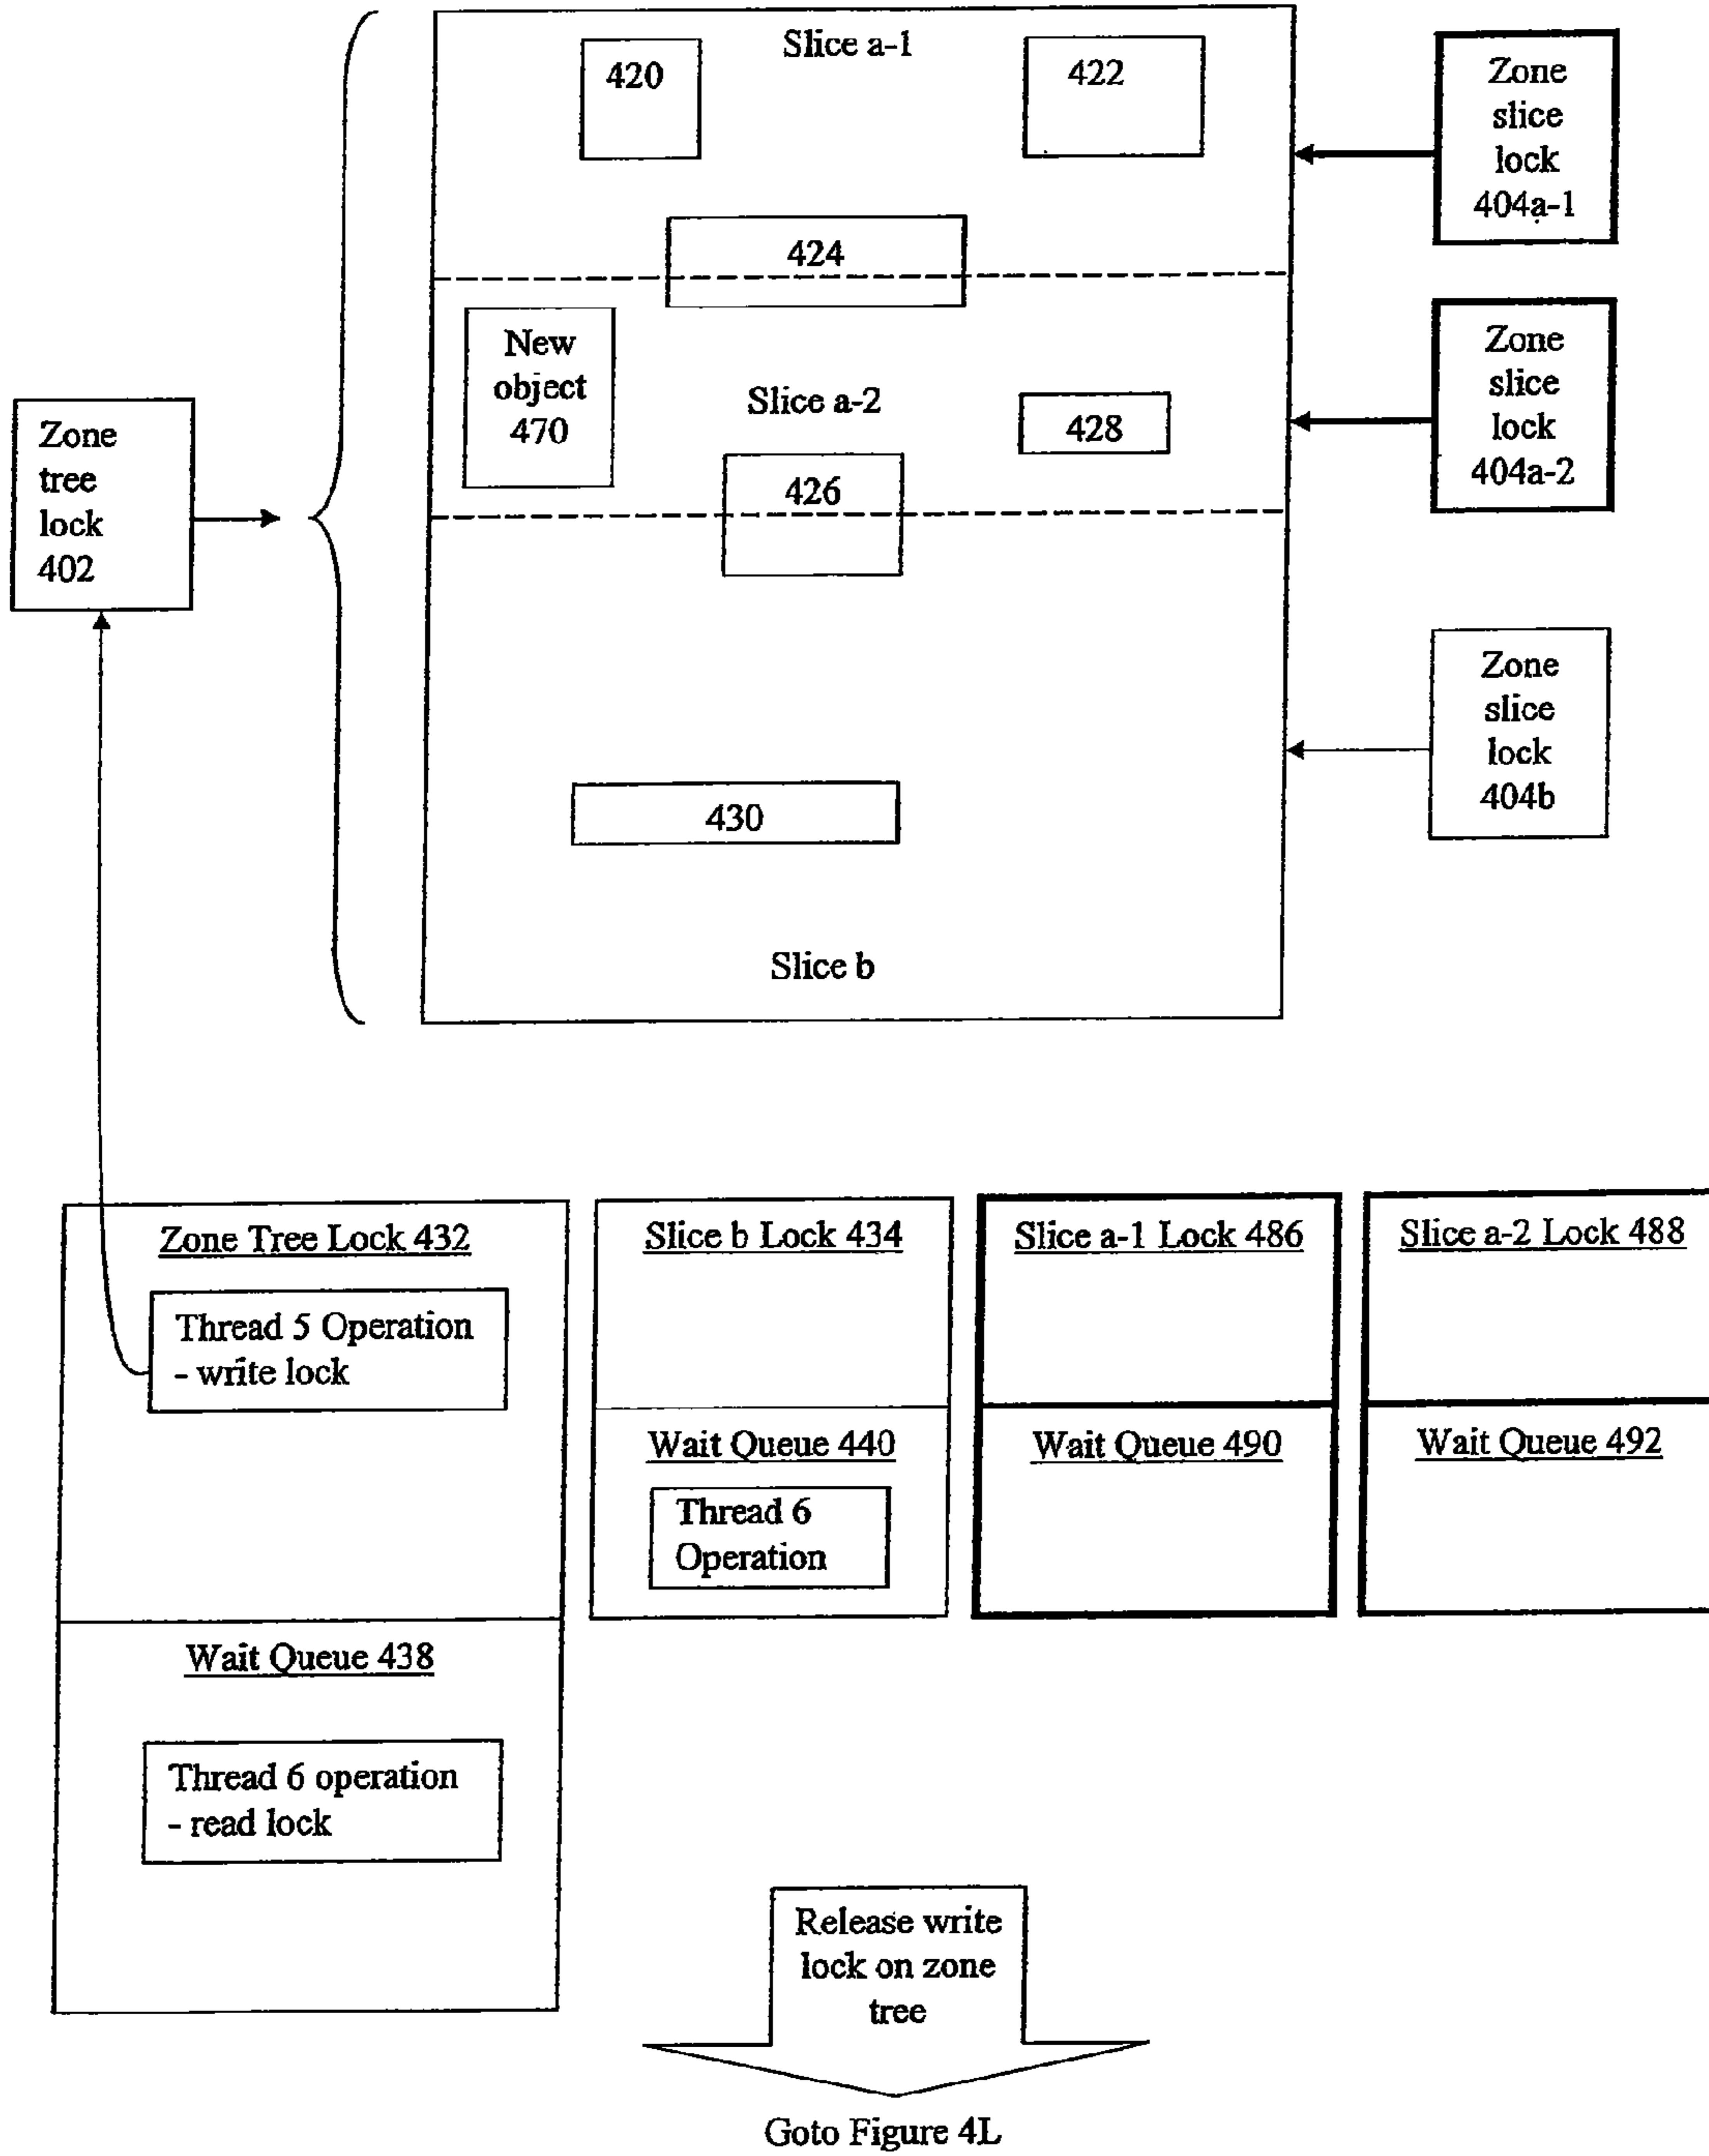 Slice a-1
420
422
Zone
slice
lock
404a-1
424
New
object
470
Slice a-2
428
426
Zone
slice
lock
404a-2
Zone
tree
lock
402
Zone
slice
lock
404b
430
Slice b
Zone Tree Lock 432
Thread 5 Operation
- write lock
Wait Queue 438
Thread 6 operation
- read lock
Slice b Lock 434
Wait Queue 440
Thread 6
Operation
Slice a-1 Lock 486
Wait Queue 490
Slice a-2 Lock 488
Wait Queue 492
Release write
lock on zone
tree
Goto Figure 4L